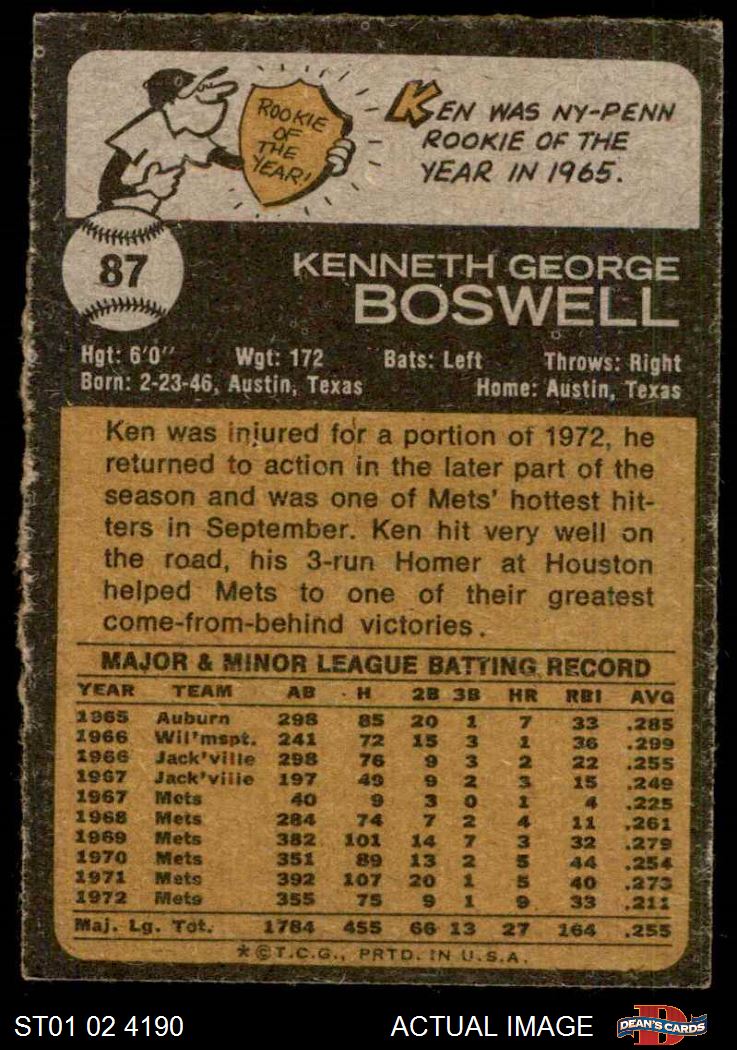 ROOKIE
OF
THE
YEAR!
KEN WAS NY-PENN
ROOKIE OF THE
YEAR IN 1965.
87
KENNETH GEORGE
BOSWELL
Hgt: 6'0" Wgt: 172 Bats: Left Throws: Right
Born: 2-23-46, Austin, Texas Home: Austin, Texas
Ken was injured for a portion of 1972, he
returned to action in the later part of the
season and was one of Mets' hottest hit-
ters in September. Ken hit very well on
the road, his 3-run Homer at Houston
helped Mets to one of their greatest
come-from-behind victories.
MAJOR & MINOR LEAGUE BATTING RECORD
YEAR TEAM AB H 2B 3B HR RBI AVG
1965 Auburn 298 85 20 1 7 33 .285
1966 Wil'mspt. 241 72 15 3 1 36 .299
1966 Jack'ville 298 76 9 3 2 22 .255
1967 Jack'ville 197 49 9 2 3 15 .249
1967 Mets 40 9 3 0 1 4 .225
1968 Mets 284 74 7 2 4 11 .261
1969 Mets 382 101 14 7 3 32 .279
1970 Mets 351 89 13 2 5 44 .254
1971 Mets 392 107 20 1 5 40 .273
1972 Mets 355 75 9 1 9 33 .211
Maj. Lg. Tot. 1784 455 66 13 27 164 .255
*©T.C.G., PRTD. IN U.S.A.
ST01 02 4190 ACTUAL IMAGE D DEAN'S CARDS